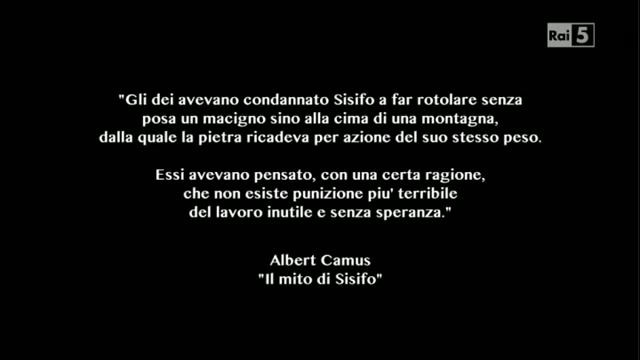 Rai 5
"Gli dei avevano condannato Sisifo a far rotolare senza
posa un macigno sino alla cima di una montagna,
dalla quale la pietra ricadeva per azione del suo stesso peso.
Essi avevano pensato, con una certa ragione,
che non esiste punizione piu' terribile
del lavoro inutile e senza speranza."
Albert Camus
"Il mito di Sisifo"